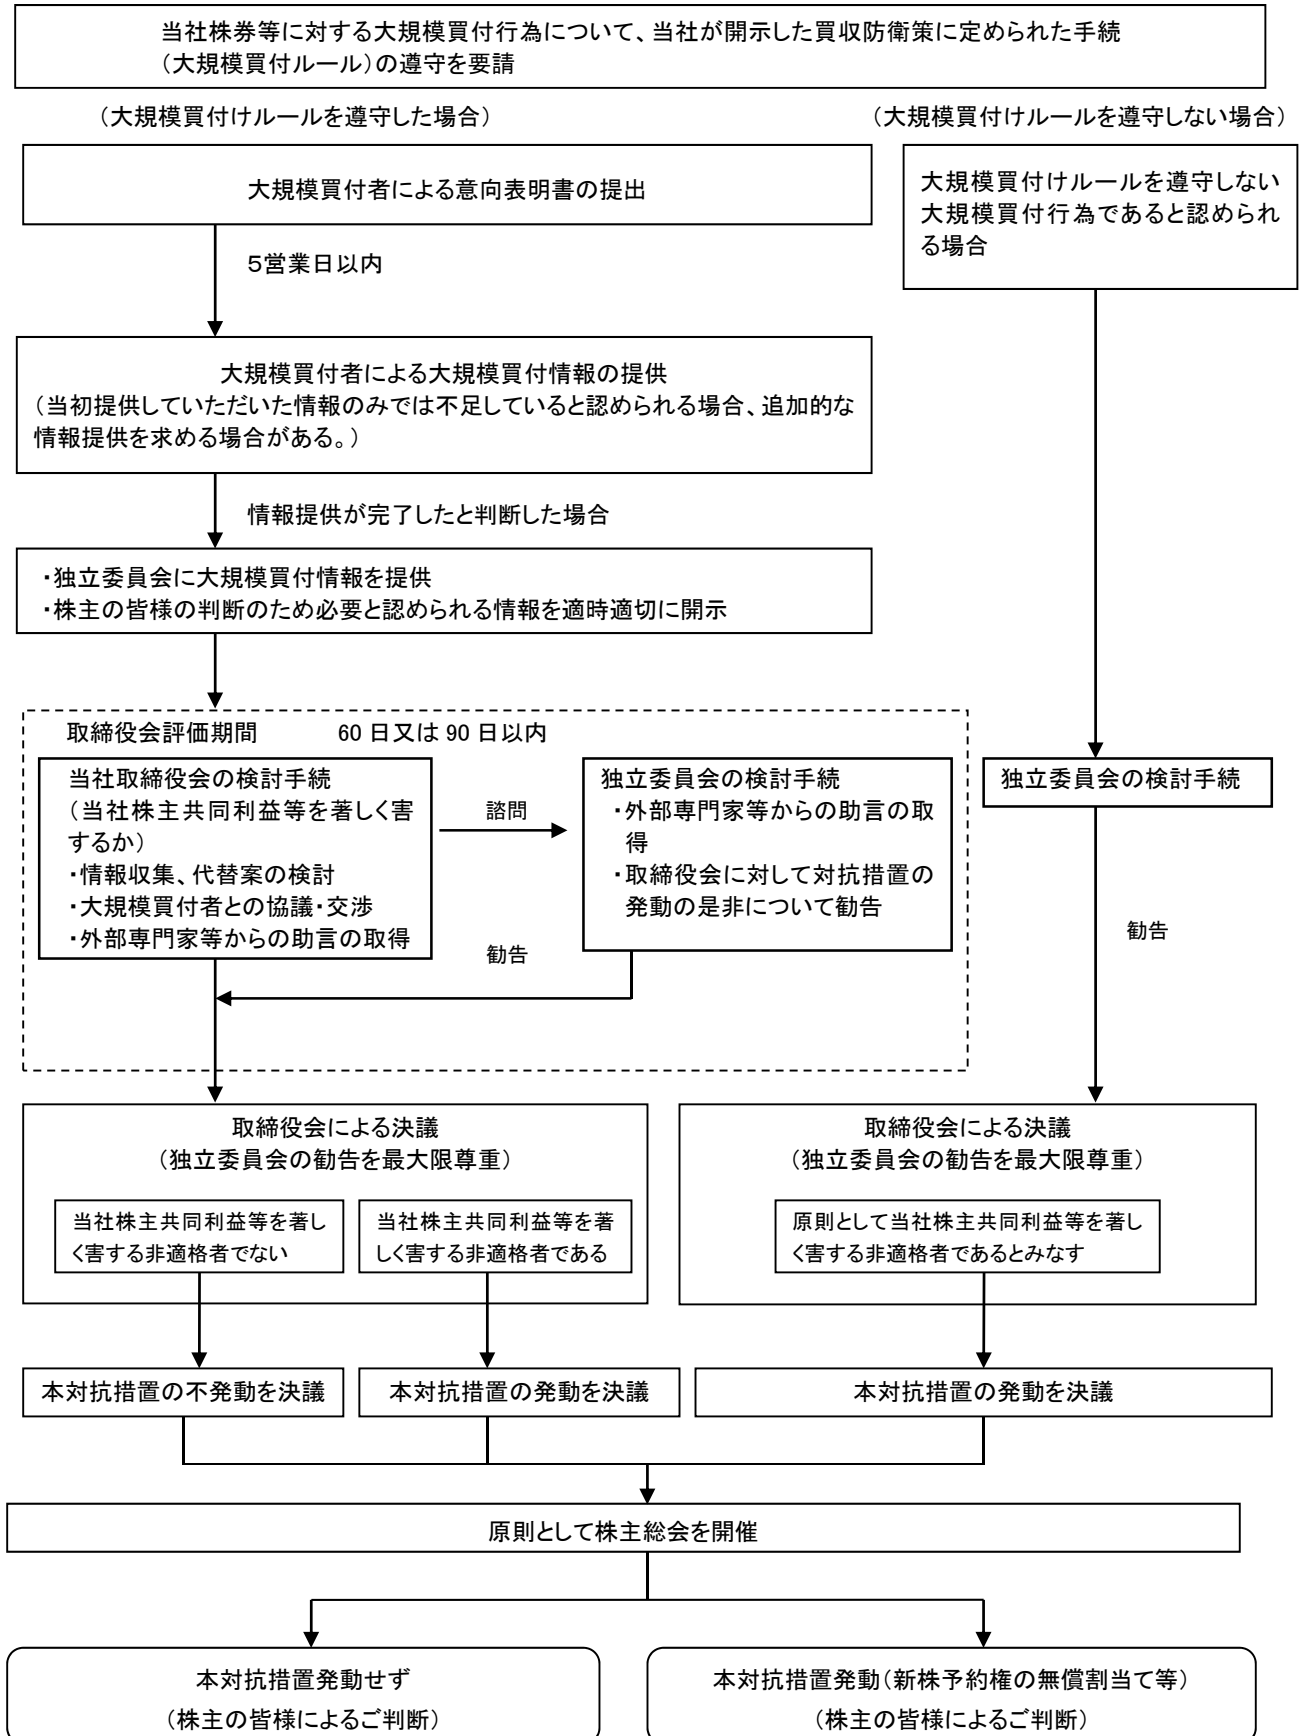 当社株券等に対する大規模買付行為について、当社が開示した買収防衛策に定められた手続
(大規模買付ルール)の遵守を要請
(大規模買付けルールを遵守した場合)
(大規模買付けルールを遵守しない場合)
大規模買付者による意向表明書の提出
大規模買付けルールを遵守しない
大規模買付行為であると認められ
る場合
5営業日以内
大規模買付者による大規模買付情報の提供
(当初提供していただいた情報のみでは不足していると認められる場合、追加的な
情報提供を求める場合がある。)
情報提供が完了したと判断した場合
・独立委員会に大規模買付情報を提供
・株主の皆様の判断のため必要と認められる情報を適時適切に開示
取締役会評価期間 60 日又は 90 日以内
当社取締役会の検討手続
(当社株主共同利益等を著しく害
するか)
・情報収集、代替案の検討
・大規模買付者との協議・交渉
・外部専門家等からの助言の取得
諮問
独立委員会の検討手続
・外部専門家等からの助言の取
得
・取締役会に対して対抗措置の
発動の是非について勧告
勧告
独立委員会の検討手続
勧告
取締役会による決議
(独立委員会の勧告を最大限尊重)
当社株主共同利益等を著し
く害する非適格者でない
当社株主共同利益等を著
しく害する非適格者である
取締役会による決議
(独立委員会の勧告を最大限尊重)
原則として当社株主共同利益等を著し
く害する非適格者であるとみなす
本対抗措置の不発動を決議
本対抗措置の発動を決議
本対抗措置の発動を決議
原則として株主総会を開催
本対抗措置発動せず
(株主の皆様によるご判断)
本対抗措置発動(新株予約権の無償割当て等)
(株主の皆様によるご判断)